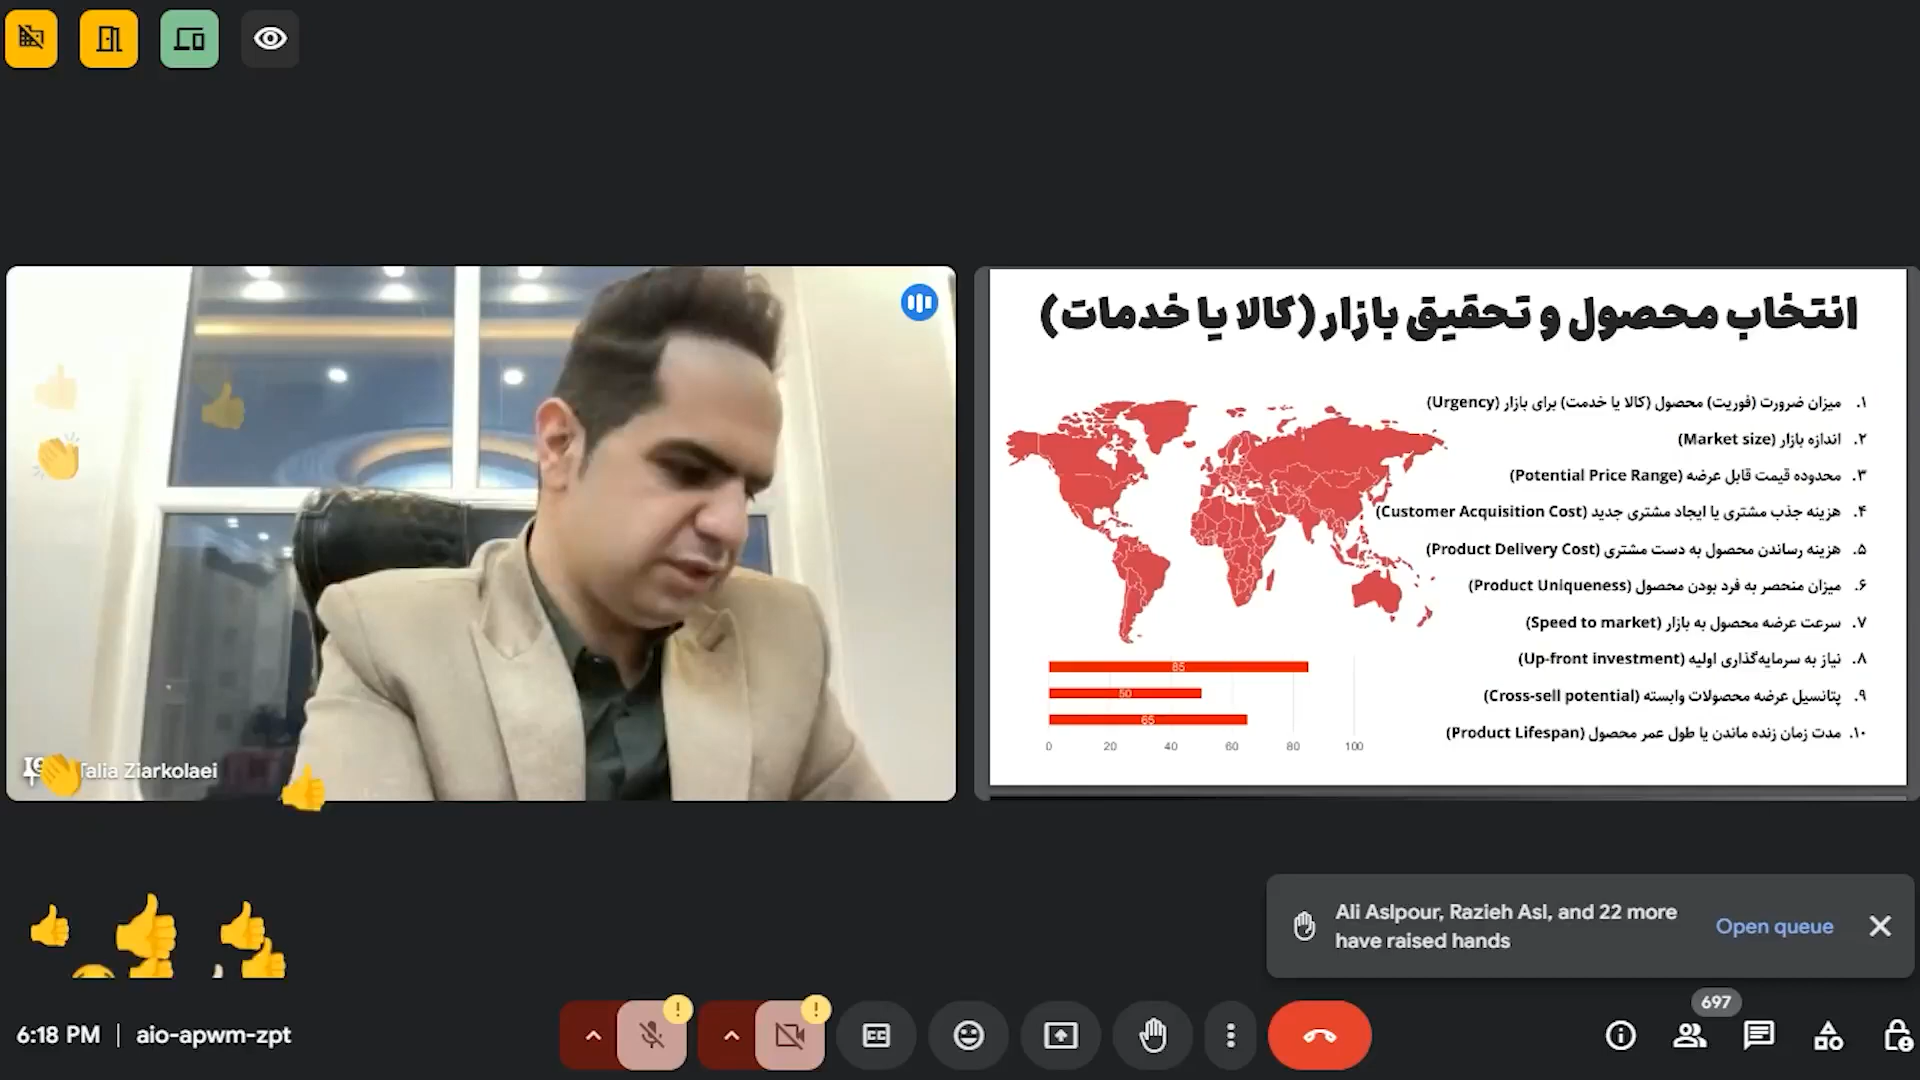 انتخاب محصول و تحقیق بازار (کالا یا خدمات)
۱. میزان ضرورت (فوریت) محصول (کالا یا خدمت) برای بازار (Urgency)
۲. اندازه بازار (Market size)
۳. محدوده قیمت قابل عرضه (Potential Price Range)
۴. هزینه جذب مشتری یا ایجاد مشتری جدید (Customer Acquisition Cost)
۵. هزینه رساندن محصول به دست مشتری (Product Delivery Cost)
۶. میزان منحصر به فرد بودن محصول (Product Uniqueness)
۷. سرعت عرضه محصول به بازار (Speed to market)
۸. نیاز به سرمایه‌گذاری اولیه (Up-front investment)
۹. پتانسیل عرضه محصولات وابسته (Cross-sell potential)
۱۰. مدت زمان زنده ماندن یا طول عمر محصول (Product Lifespan)
85
50
65
0 20 40 60 80 100
Talia Ziarkolaei
Ali Aslpour, Razieh Asl, and 22 more
have raised hands
Open queue
697
6:18 PM | aio-apwm-zpt
CC